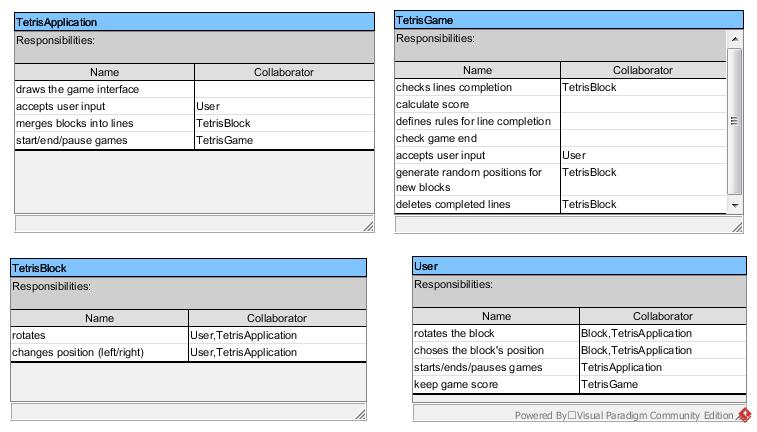 TetrisApplication
Responsibilities:
Name Collaborator
draws the game interface
accepts user input User
merges blocks into lines TetrisBlock
start/end/pause games TetrisGame
TetrisGame
Responsibilities:
Name Collaborator
checks lines completion TetrisBlock
calculate score
defines rules for line completion
check game end
accepts user input User
generate random positions for TetrisBlock
new blocks
deletes completed lines TetrisBlock
TetrisBlock
Responsibilities:
Name Collaborator
rotates User,TetrisApplication
changes position (left/right) User,TetrisApplication
User
Responsibilities:
Name Collaborator
rotates the block Block,TetrisApplication
choses the block's position Block,TetrisApplication
starts/ends/pauses games TetrisApplication
keep game score TetrisGame
Powered By□Visual Paradigm Community Edition